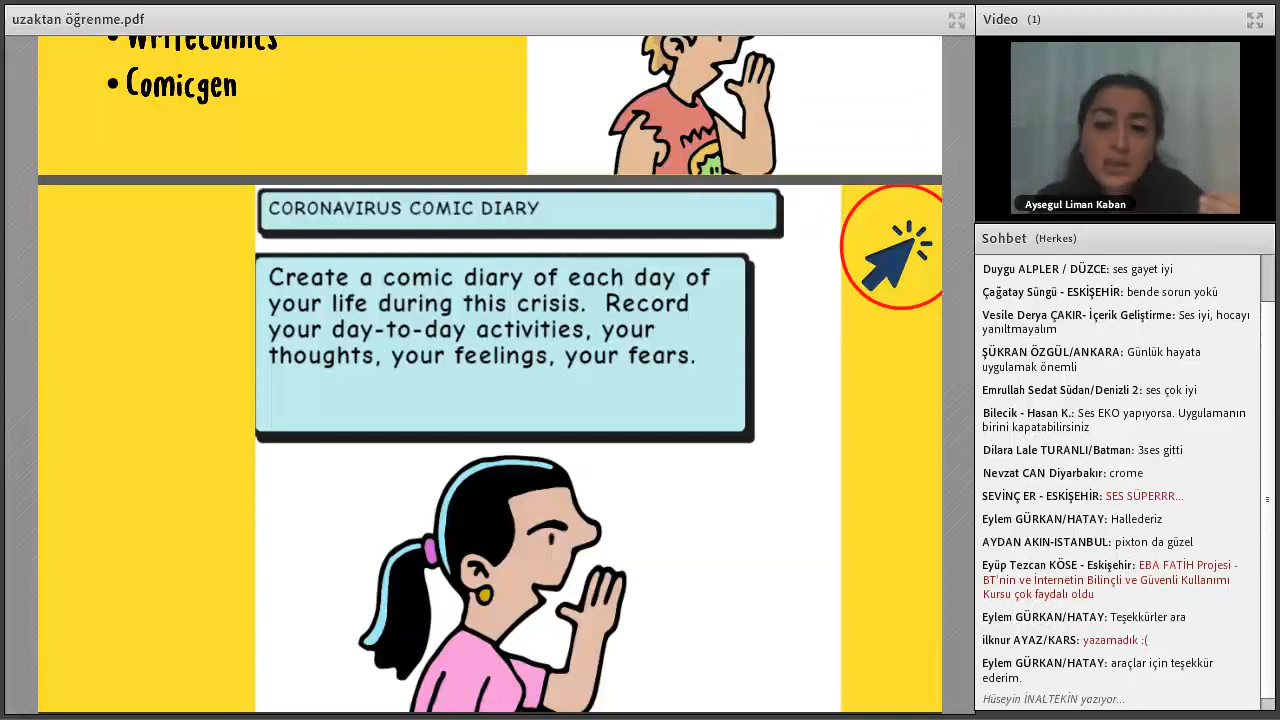 uzaktan öğrenme.pdf
• Writecomics
• Comicgen
CORONAVIRUS COMIC DIARY
Create a comic diary of each day of
your life during this crisis.  Record
your day-to-day activities, your
thoughts, your feelings, your fears.
Video (1)
Aysegul Liman Kaban
Sohbet (Herkes)
Duygu ALPLER / DÜZCE: ses gayet iyi
Çağatay Süngü - ESKİŞEHİR: bende sorun yokü
Vesile Derya ÇAKIR- İçerik Geliştirme: Ses iyi, hocayı
yanıltmayalım
ŞÜKRAN ÖZGÜL/ANKARA: Günlük hayata
uygulamak önemli
Emrullah Sedat Südan/Denizli 2: ses çok iyi
Bilecik - Hasan K.: Ses EKO yapıyorsa. Uygulamanın
birini kapatabilirsiniz
Dilara Lale TURANLI/Batman: 3ses gitti
Nevzat CAN Diyarbakır: crome
SEVİNÇ ER - ESKİŞEHİR: SES SÜPERRR...
Eylem GÜRKAN/HATAY: Hallederiz
AYDAN AKIN-ISTANBUL: pixton da güzel
Eyüp Tezcan KÖSE - Eskişehir: EBA FATİH Projesi -
BT'nin ve İnternetin Bilinçli ve Güvenli Kullanımı
Kursu çok faydalı oldu
Eylem GÜRKAN/HATAY: Teşekkürler ara
ilknur AYAZ/KARS: yazamadık :(
Eylem GÜRKAN/HATAY: araçlar için teşekkür
ederim.
Hüseyin İNALTEKİN yazıyor...